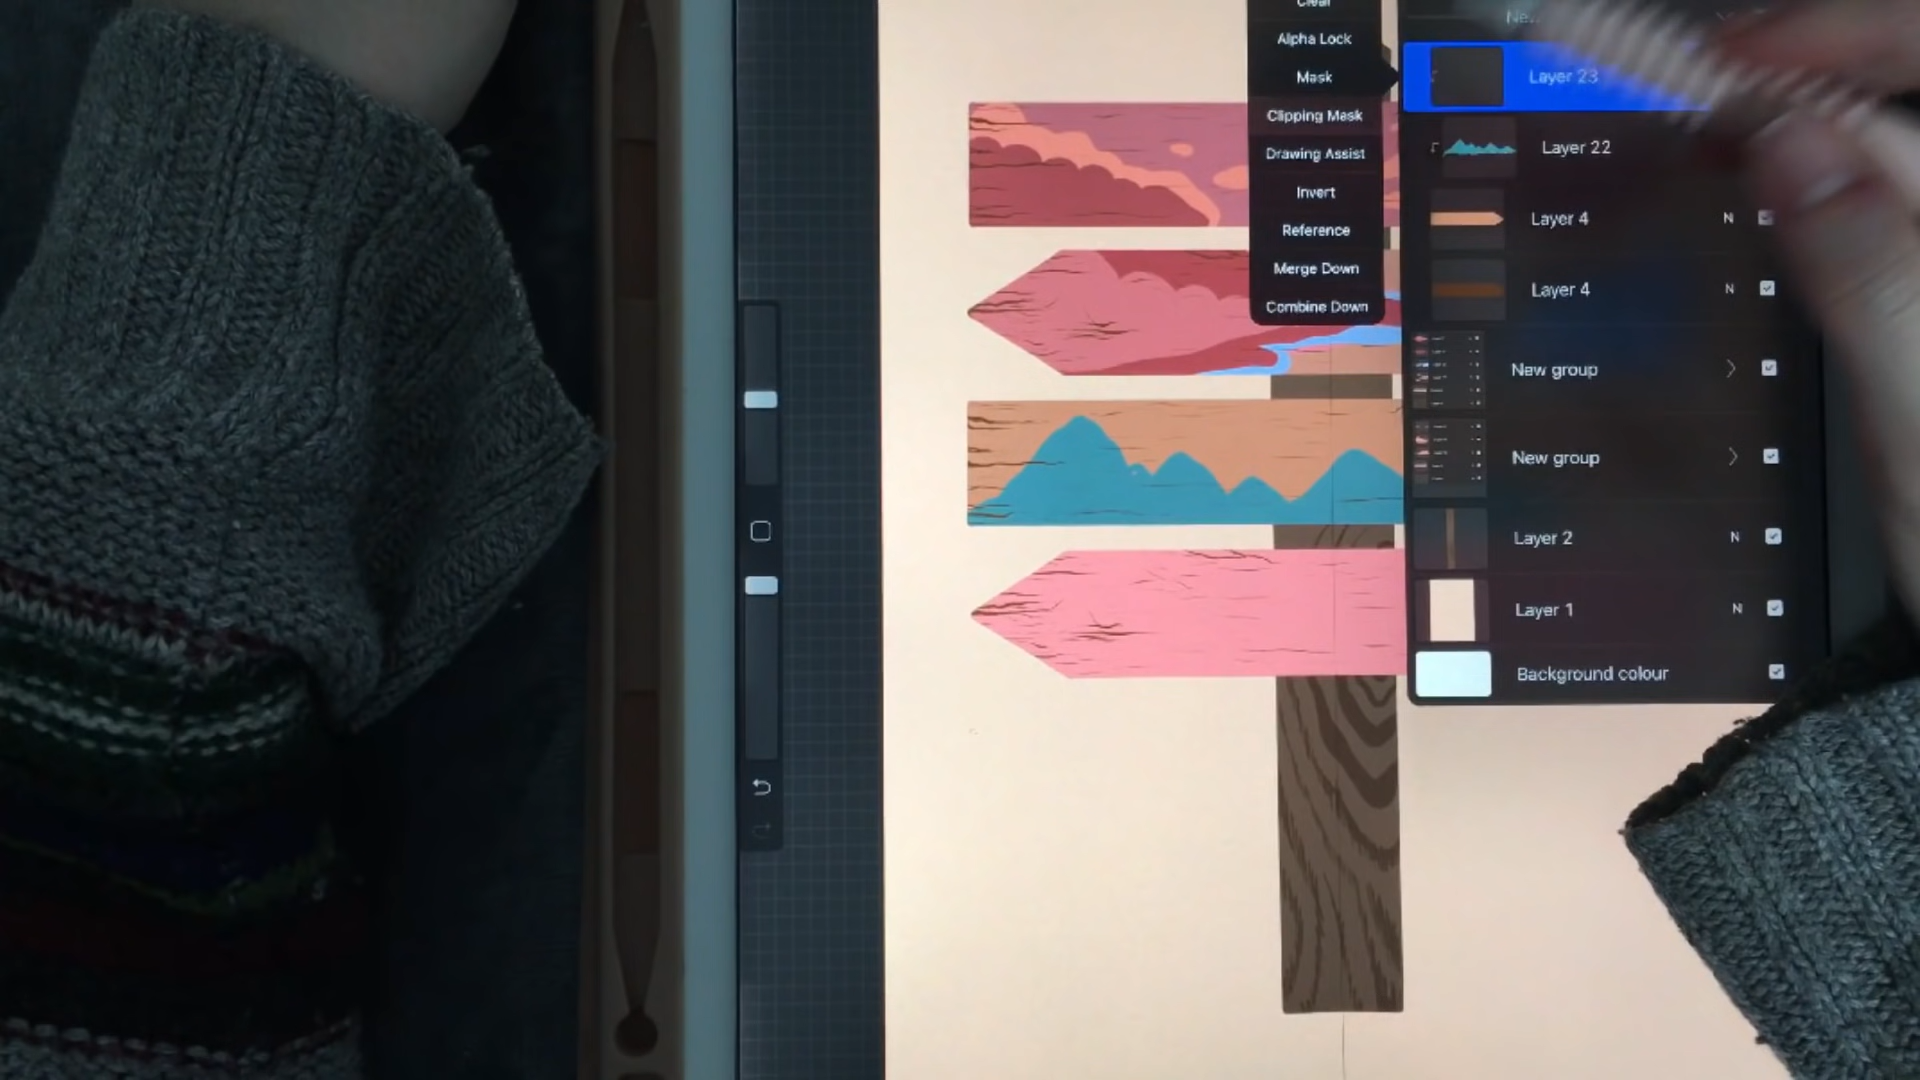 Clear
Alpha Lock
Mask
Clipping Mask
Drawing Assist
Invert
Reference
Merge Down
Combine Down
Layer 23
Layer 22
Layer 4 N
Layer 4 N
New group
New group
Layer 2 N
Layer 1 N
Background colour